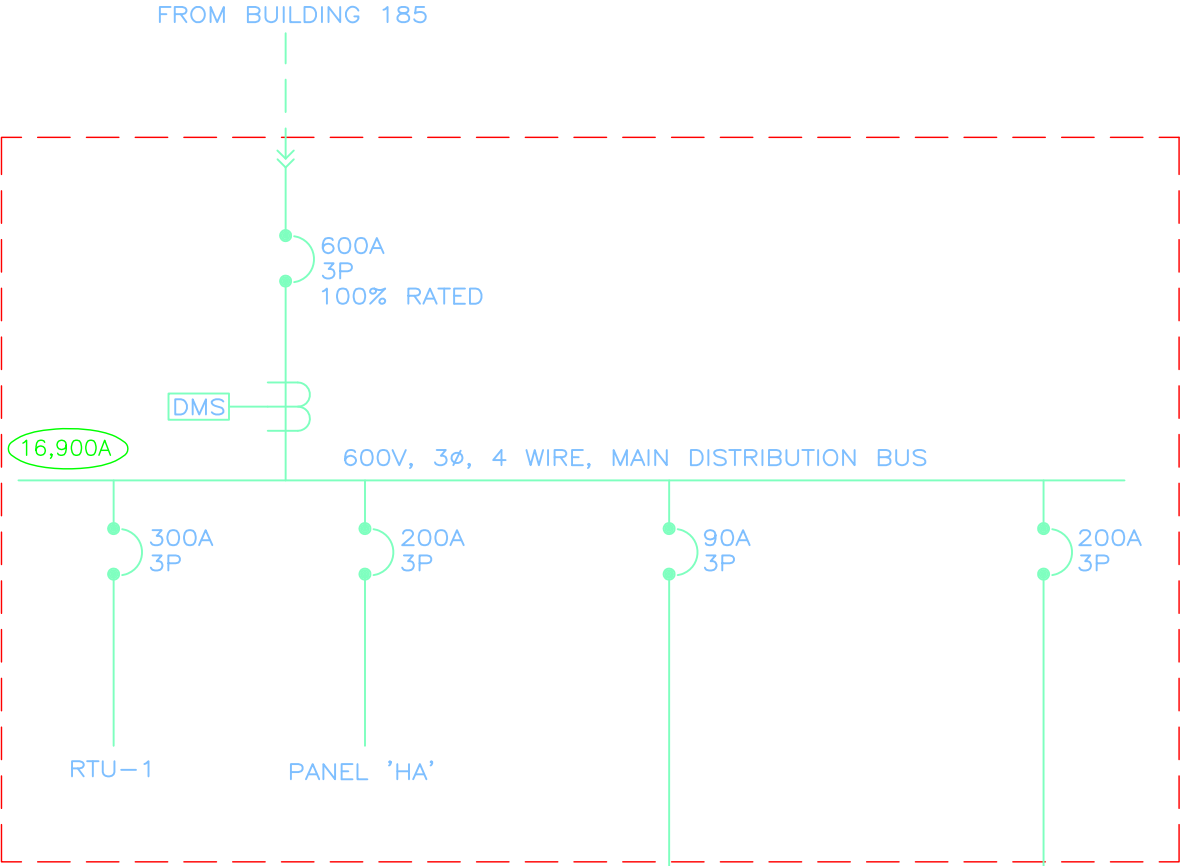 FROM BUILDING 185
600A
3P
100% RATED
DMS
16,900A
600V, 3ø, 4 WIRE, MAIN DISTRIBUTION BUS
300A
3P
200A
3P
90A
3P
200A
3P
RTU-1
PANEL 'HA'